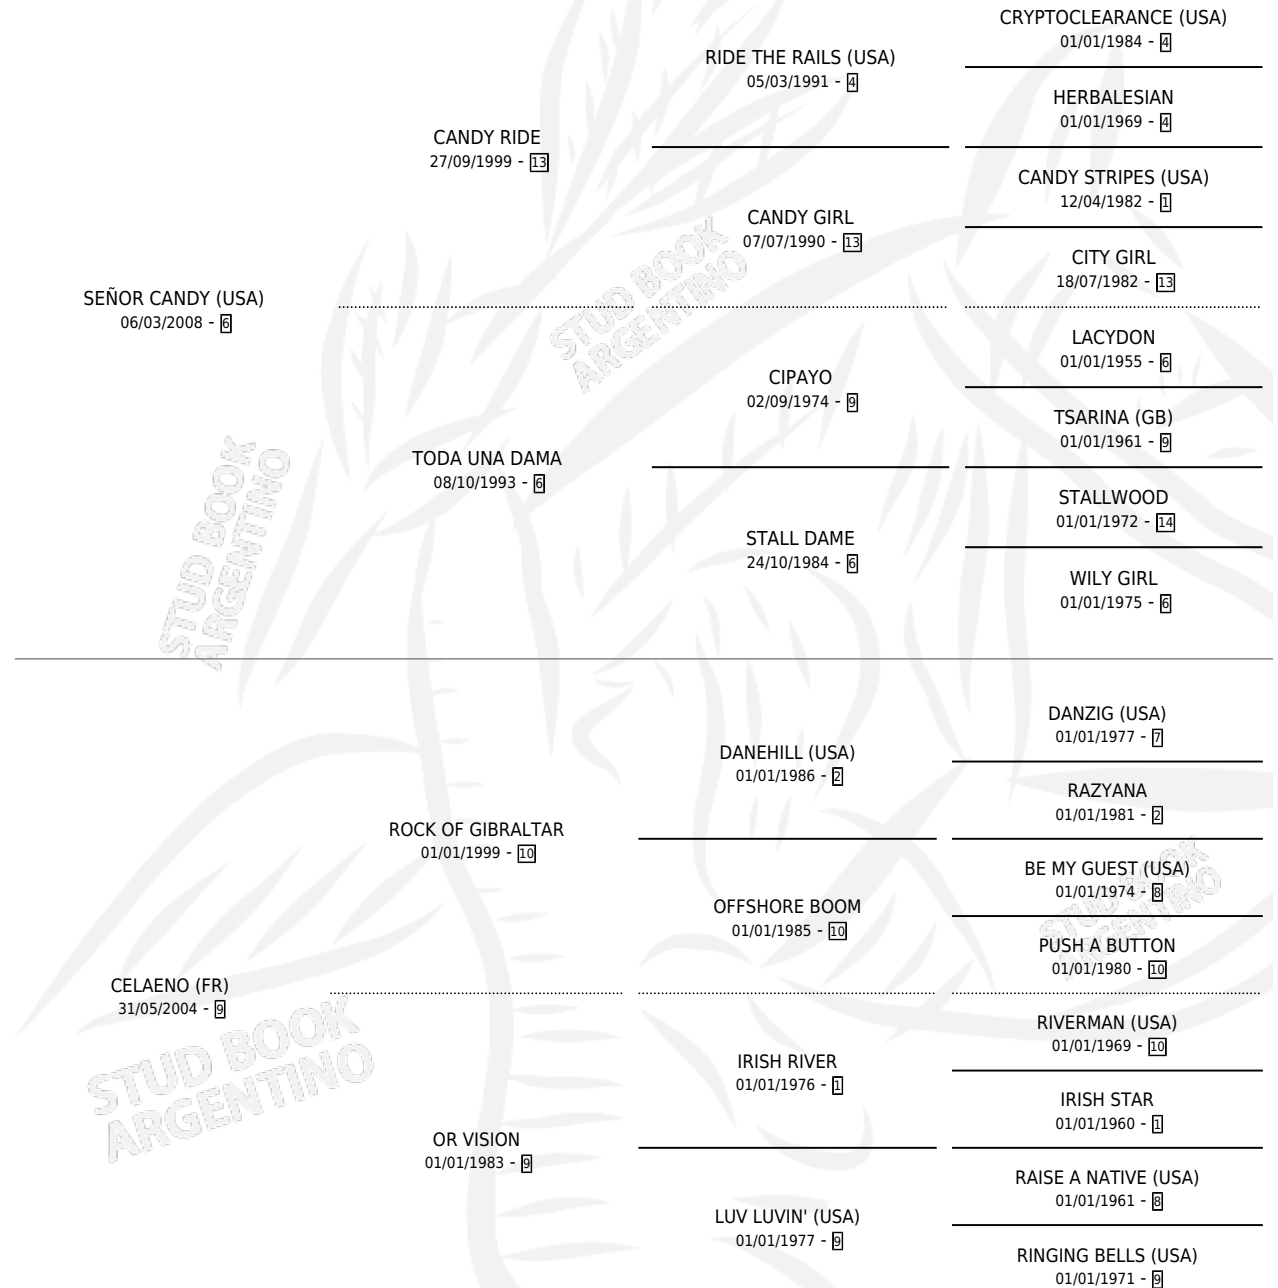 CRYPTOCLEARANCE (USA)
01/01/1984 - 4
RIDE THE RAILS (USA)
05/03/1991 - 4
HERBALESIAN
01/01/1969 - 4
CANDY RIDE
27/09/1999 - 13
CANDY STRIPES (USA)
12/04/1982 - 1
CANDY GIRL
07/07/1990 - 13
CITY GIRL
18/07/1982 - 13
SEÑOR CANDY (USA)
06/03/2008 - 6
LACYDON
01/01/1955 - 6
CIPAYO
02/09/1974 - 9
TSARINA (GB)
01/01/1961 - 9
TODA UNA DAMA
08/10/1993 - 6
STALLWOOD
01/01/1972 - 14
STALL DAME
24/10/1984 - 6
WILY GIRL
01/01/1975 - 6
STUD BOOK
ARGENTINO
STUD BOOK
ARGENTINO
DANZIG (USA)
01/01/1977 - 7
DANEHILL (USA)
01/01/1986 - 2
RAZYANA
01/01/1981 - 2
ROCK OF GIBRALTAR
01/01/1999 - 10
BE MY GUEST (USA)
01/01/1974 - 8
OFFSHORE BOOM
01/01/1985 - 10
PUSH A BUTTON
01/01/1980 - 10
CELAENO (FR)
31/05/2004 - 9
RIVERMAN (USA)
01/01/1969 - 10
IRISH RIVER
01/01/1976 - 1
IRISH STAR
01/01/1960 - 1
OR VISION
01/01/1983 - 9
RAISE A NATIVE (USA)
01/01/1961 - 8
LUV LUVIN' (USA)
01/01/1977 - 9
RINGING BELLS (USA)
01/01/1971 - 9
STUD BOOK
ARGENTINO
STUD BOOK
ARGENTINO